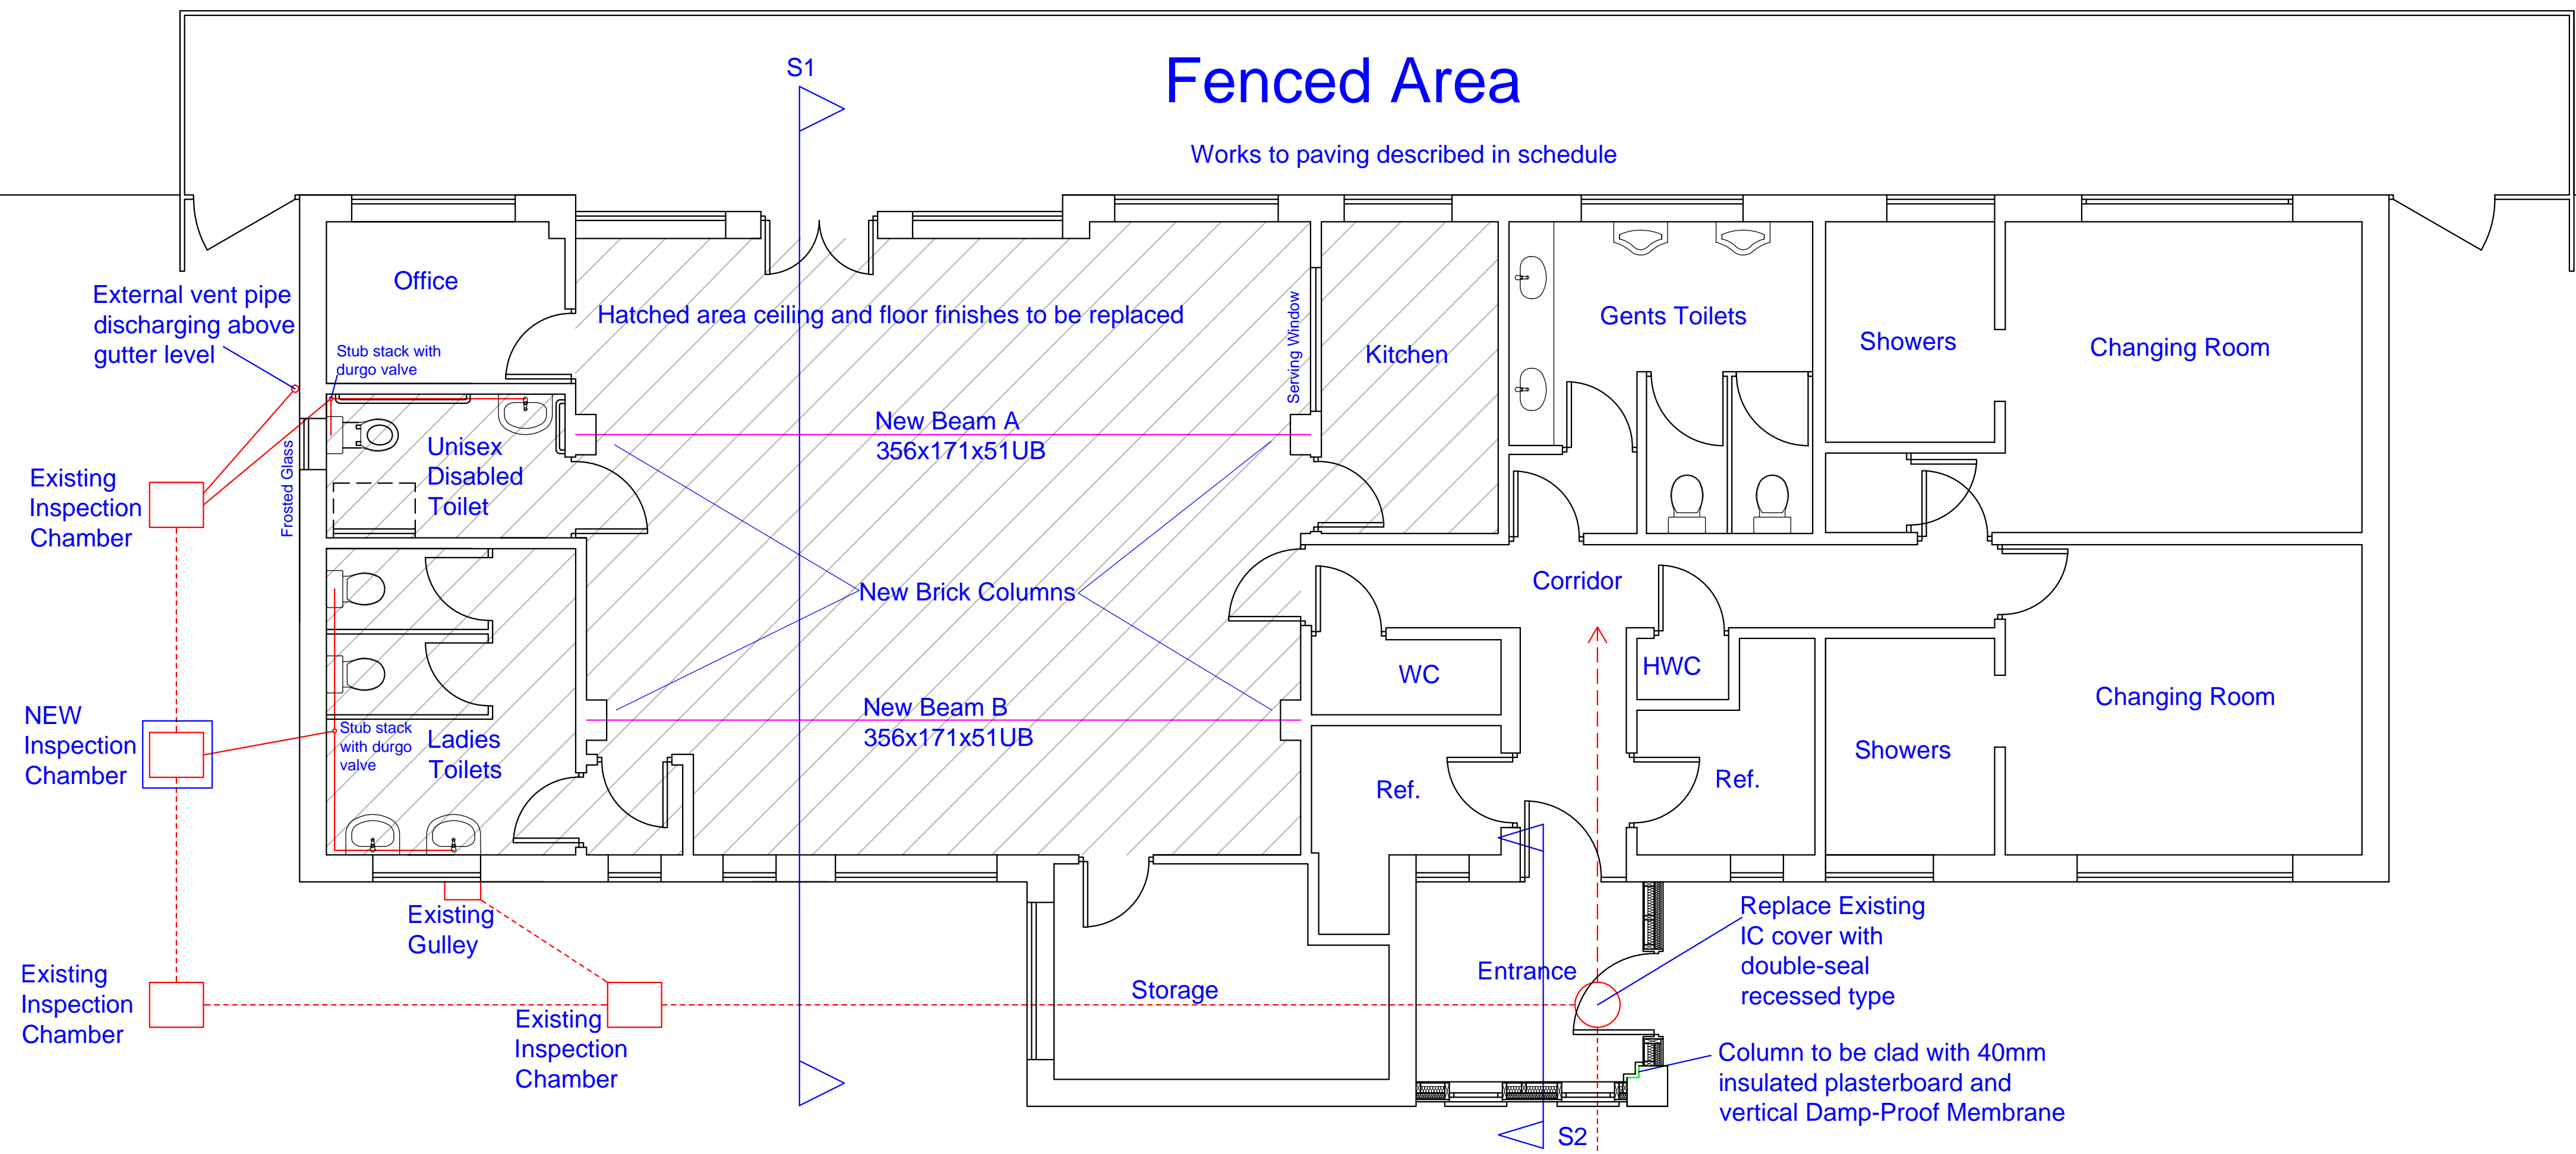 S1
Fenced Area
Works to paving described in schedule
Office
External vent pipe
discharging above
gutter level
Stub stack with
durgo valve
Hatched area ceiling and floor finishes to be replaced
Serving Window
Kitchen
Gents Toilets
Showers
Changing Room
New Beam A
356x171x51UB
Existing
Inspection
Chamber
Frosted Glass
Unisex
Disabled
Toilet
New Brick Columns
Corridor
WC
HWC
Changing Room
NEW
Inspection
Chamber
Stub stack
with durgo
valve
Ladies
Toilets
New Beam B
356x171x51UB
Ref.
Ref.
Showers
Existing
Gulley
Existing
Inspection
Chamber
Existing
Inspection
Chamber
Storage
Entrance
Replace Existing
IC cover with
double-seal
recessed type
Column to be clad with 40mm
insulated plasterboard and
vertical Damp-Proof Membrane
S2